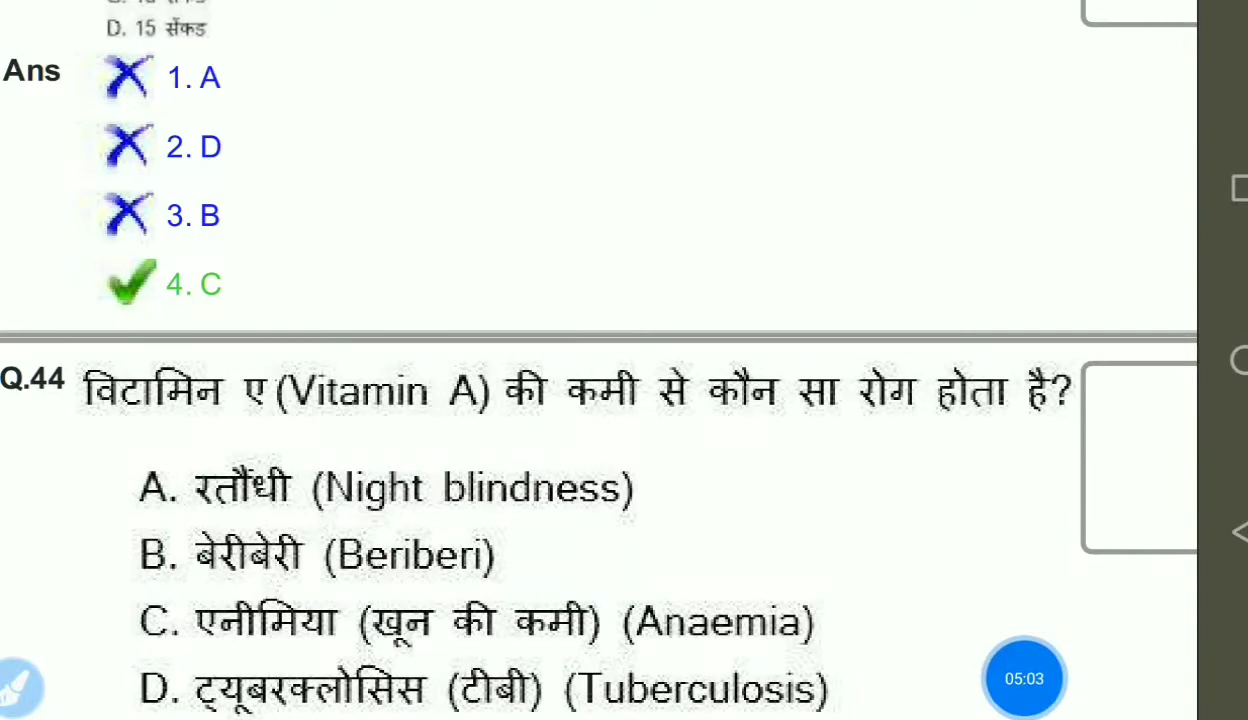 D. 15 सेंकड
Ans
1. A
2. D
3. B
4. C
Q.44 विटामिन ए (Vitamin A) की कमी से कौन सा रोग होता है?
A. रतौंधी (Night blindness)
B. बेरीबेरी (Beriberi)
C. एनीमिया (खून की कमी) (Anaemia)
D. ट्यूबरक्लोसिस (टीबी) (Tuberculosis)
05:03